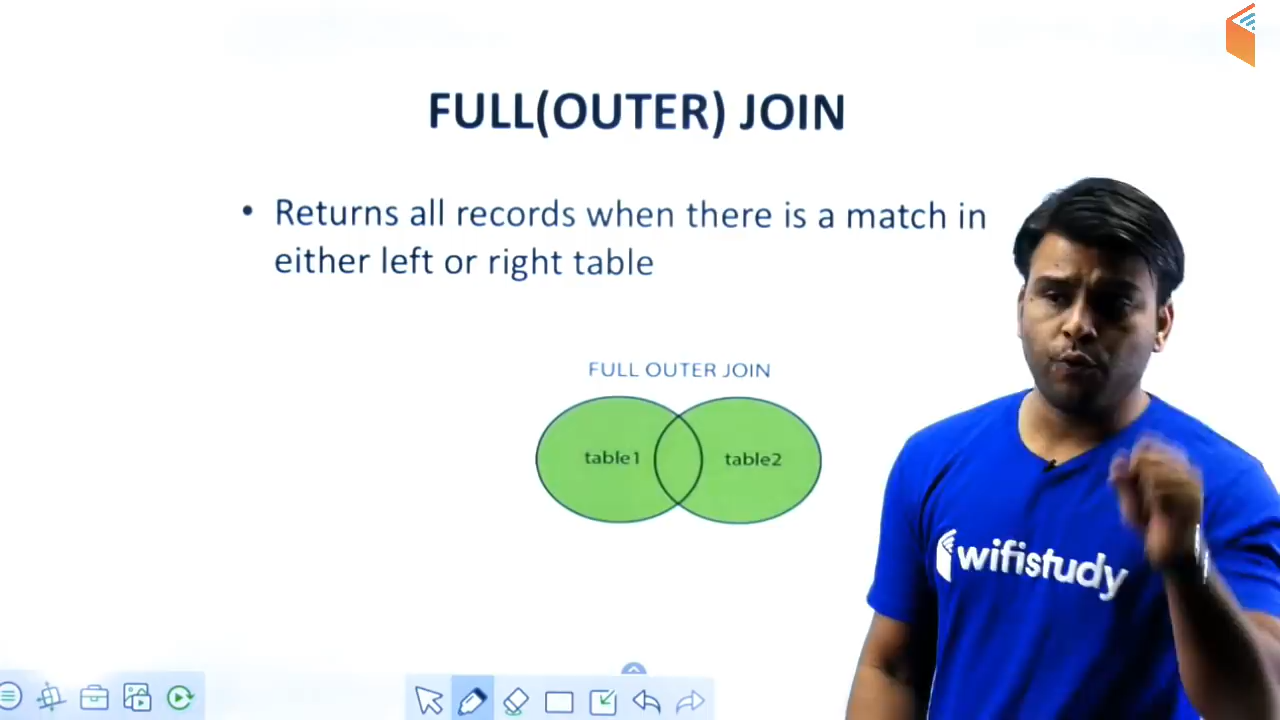 FULL(OUTER) JOIN
• Returns all records when there is a match in
either left or right table
FULL OUTER JOIN
table1
table2
wifistudy